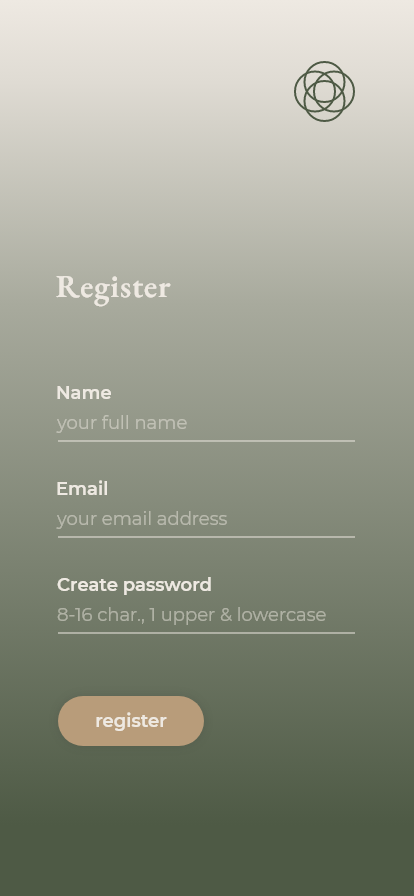 Register
Name
your full name
Email
your email address
Create password
8-16 char., 1 upper & lowercase
register